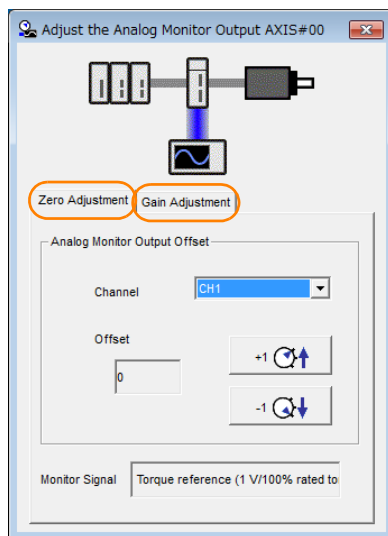 Adjust the Analog Monitor Output AXIS#00
Zero Adjustment
Gain Adjustment
Analog Monitor Output Offset
Channel
CH1
Offset
0
+1
-1
Monitor Signal
Torque reference (1 V/100% rated to